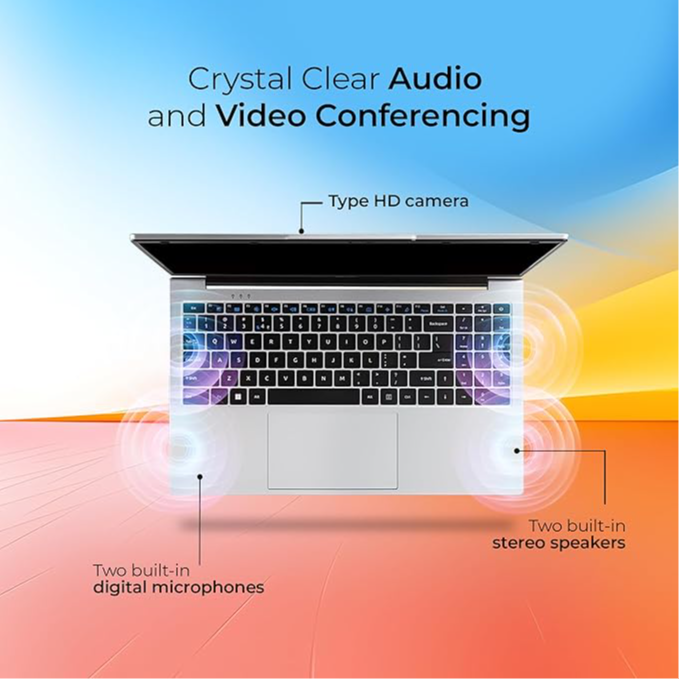 Crystal Clear Audio
and Video Conferencing
Type HD camera
Two built-in
stereo speakers
Two built-in
digital microphones